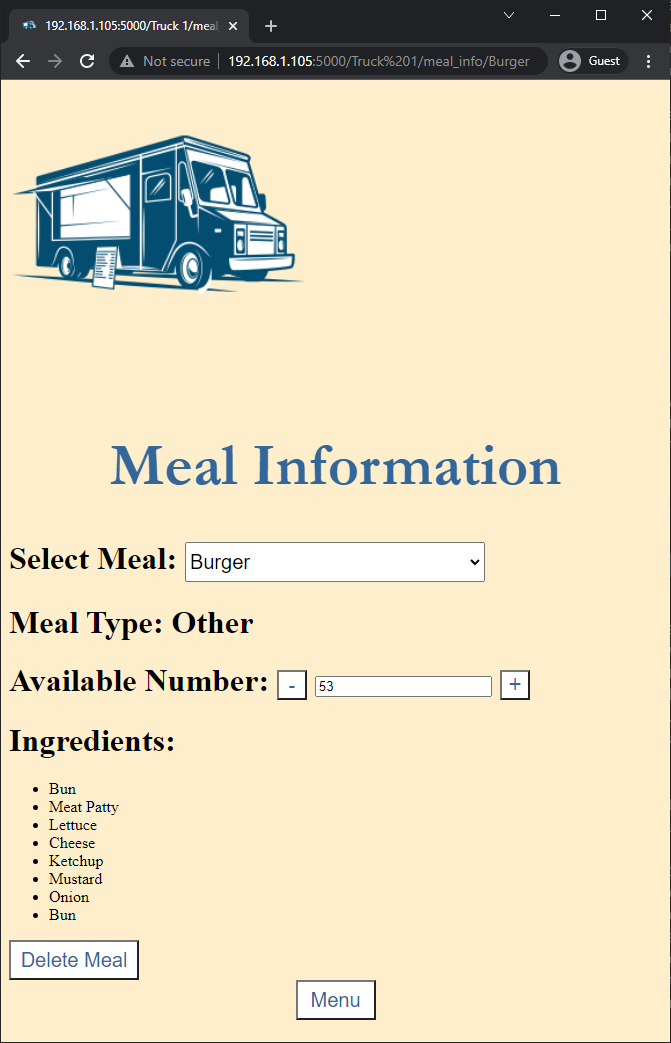 192.168.1.105:5000/Truck 1/meal
Not secure
192.168.1.105:5000/Truck%201/meal_info/Burger
Guest
Meal Information
Select Meal: Burger
Meal Type: Other
Available Number: - 53 +
Ingredients:
Bun
Meat Patty
Lettuce
Cheese
Ketchup
Mustard
Onion
Bun
Delete Meal
Menu